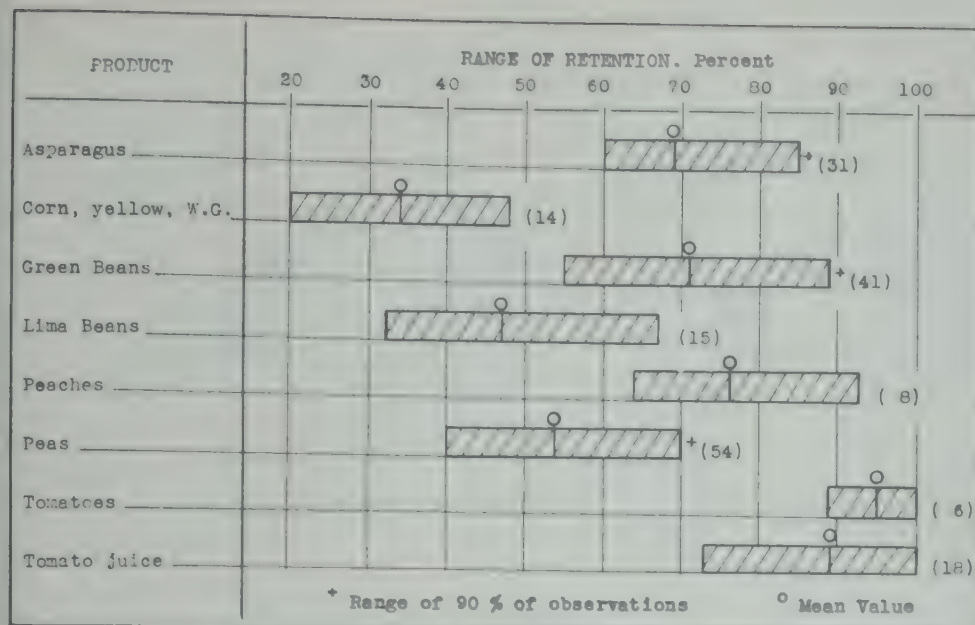 PRODUCT
RANGE OF RETENTION. Percent
20 30 40 50 60 70 80 90 100
Asparagus + (31)
Corn, yellow, W.G. (14)
Green Beans + (41)
Lima Beans (15)
Peaches ( 8)
Peas + (54)
Tomatoes ( 6)
Tomato juice (18)
+ Range of 90 % of observations o Mean Value